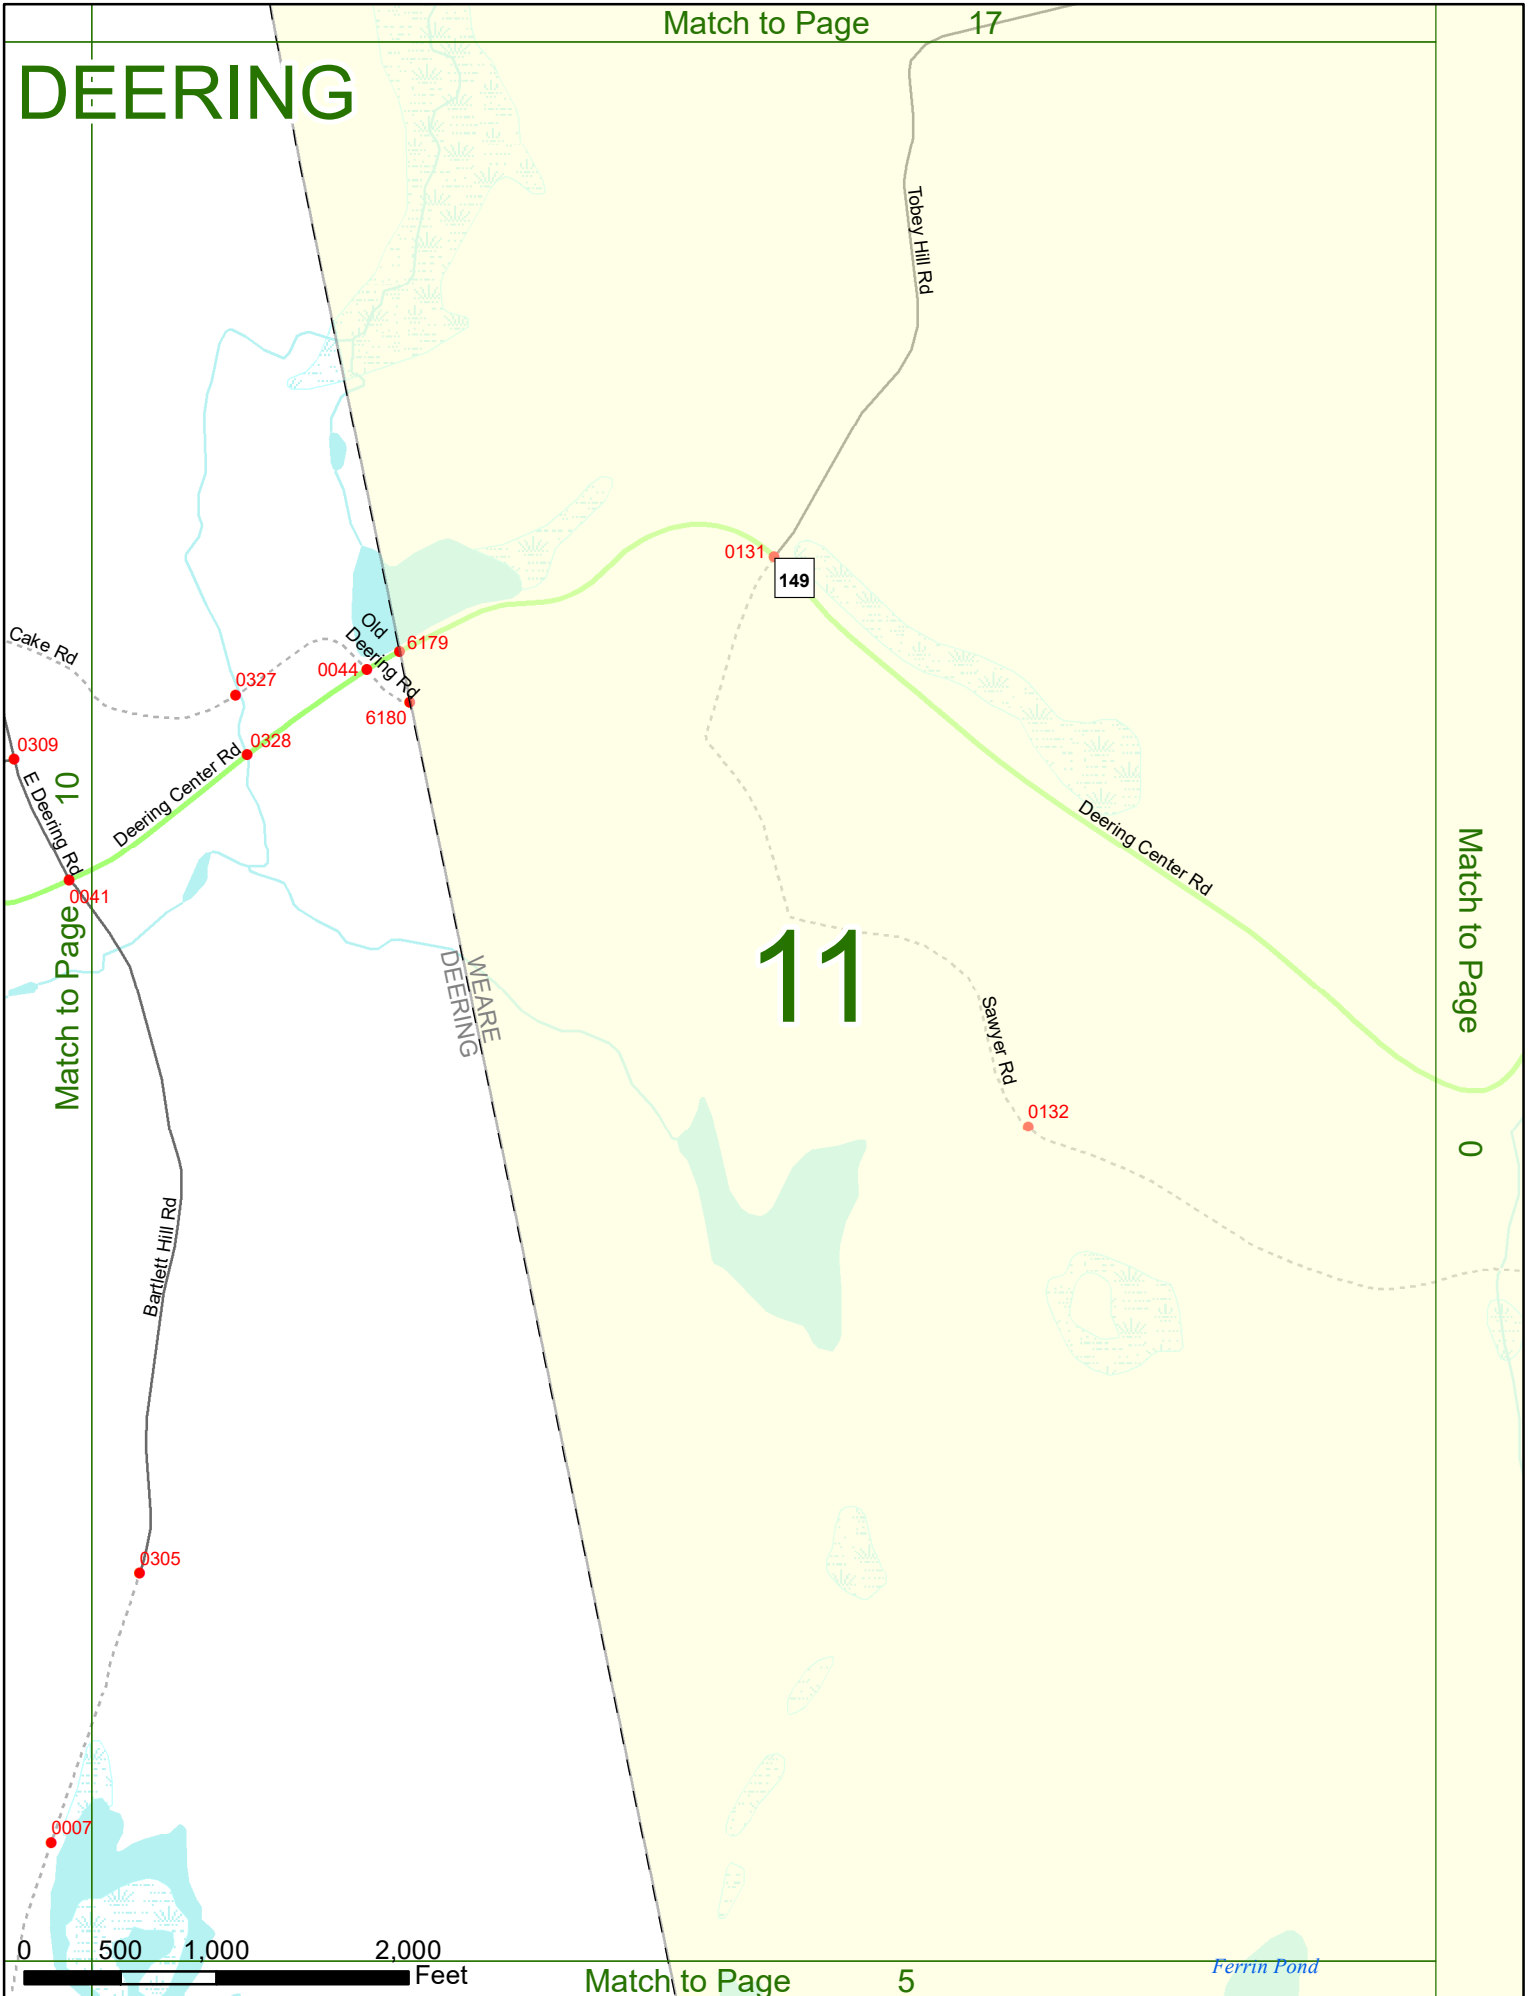 Match to Page 17
DEERING
Tobey Hill Rd
0131
149
Cake Rd
Old
Deering Rd
6179
0044
0327
6180
0309
0328
E Deering Rd
Deering Center Rd
0041
Match to Page 10
Deering Center Rd
Match to Page 0
WEARE
DEERING
11
Sawyer Rd
0132
Bartlett Hill Rd
0305
0007
0 500 1,000 2,000
Feet
Ferrin Pond
Match to Page 5